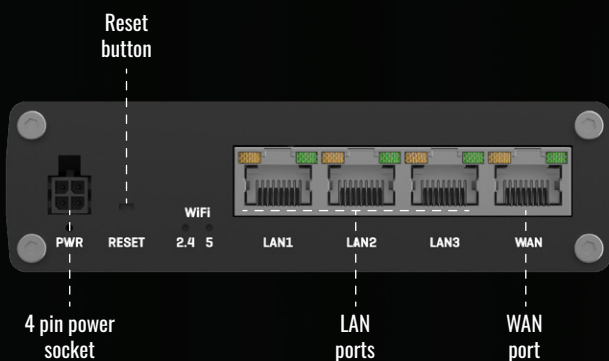 Reset
button
WiFi
PWR RESET 2.4 5 LAN1 LAN2 LAN3 WAN
4 pin power
socket
LAN
ports
WAN
port